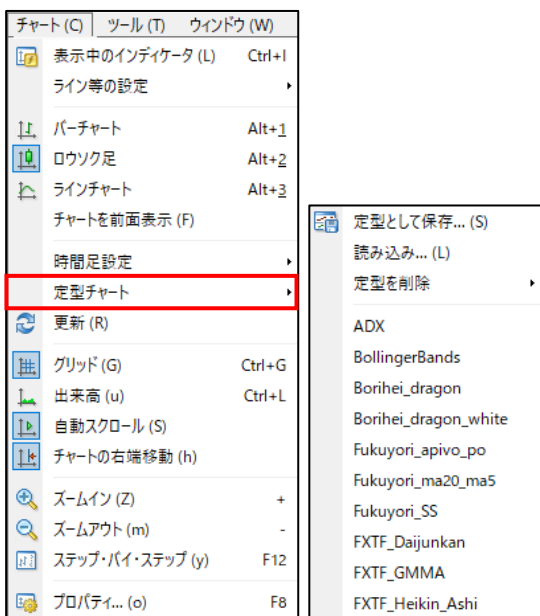 チャート (C) ツール (T) ウィンドウ (W)
表示中のインディケータ (L) Ctrl+I
ライン等の設定
バーチャート Alt+1
ロウソク足 Alt+2
ラインチャート Alt+3
チャートを前面表示 (F)
時間足設定
定型チャート
更新 (R)
グリッド (G) Ctrl+G
出来高 (u) Ctrl+L
自動スクロール (S)
チャートの右端移動 (h)
ズームイン (Z) +
ズームアウト (m) -
ステップ・バイ・ステップ (y) F12
プロパティ... (o) F8
定型として保存... (S)
読み込み... (L)
定型を削除
ADX
BollingerBands
Borihei_dragon
Borihei_dragon_white
Fukuyori_apivo_po
Fukuyori_ma20_ma5
Fukuyori_SS
FXTF_Daijunkan
FXTF_GMMA
FXTF_Heikin_Ashi